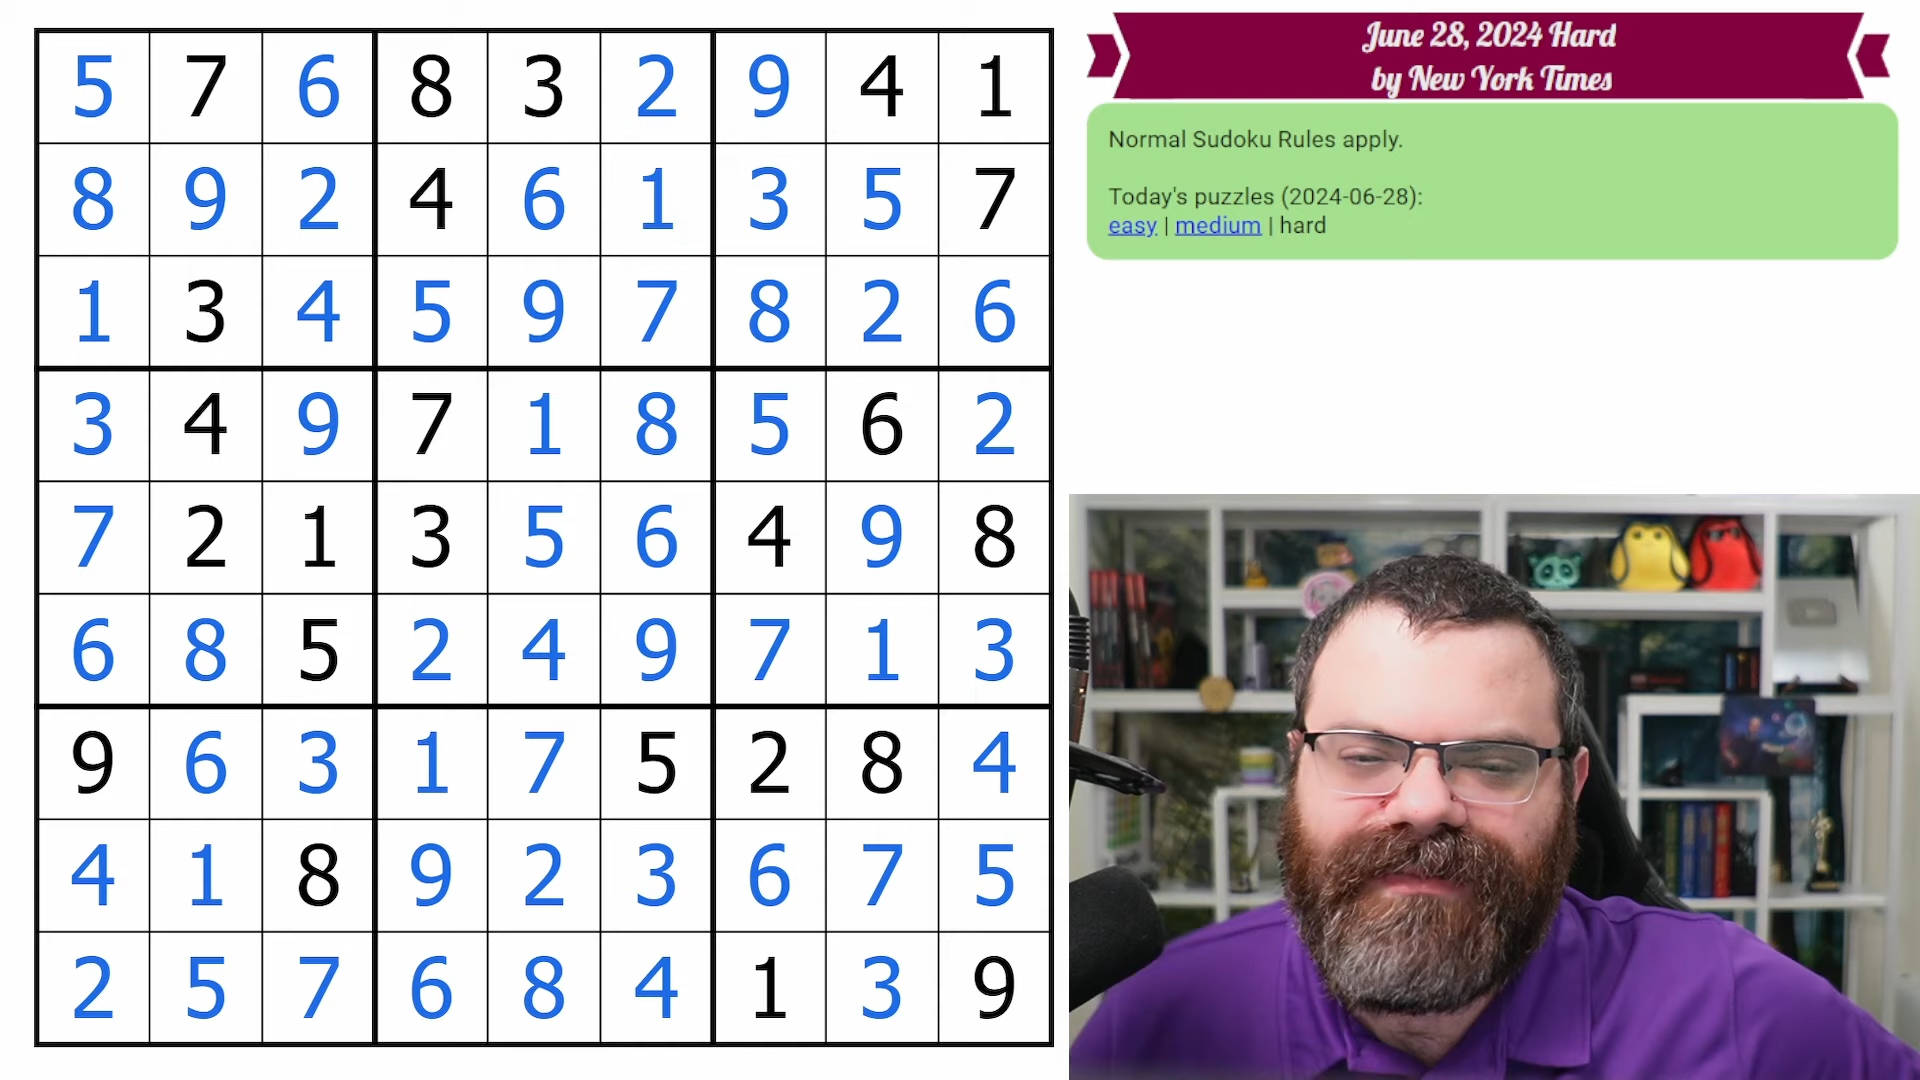 June 28, 2024 Hard
by New York Times
Normal Sudoku Rules apply.
Today's puzzles (2024-06-28):
easy | medium | hard
5 7 6 8 3 2 9 4 1
8 9 2 4 6 1 3 5 7
1 3 4 5 9 7 8 2 6
3 4 9 7 1 8 5 6 2
7 2 1 3 5 6 4 9 8
6 8 5 2 4 9 7 1 3
9 6 3 1 7 5 2 8 4
4 1 8 9 2 3 6 7 5
2 5 7 6 8 4 1 3 9